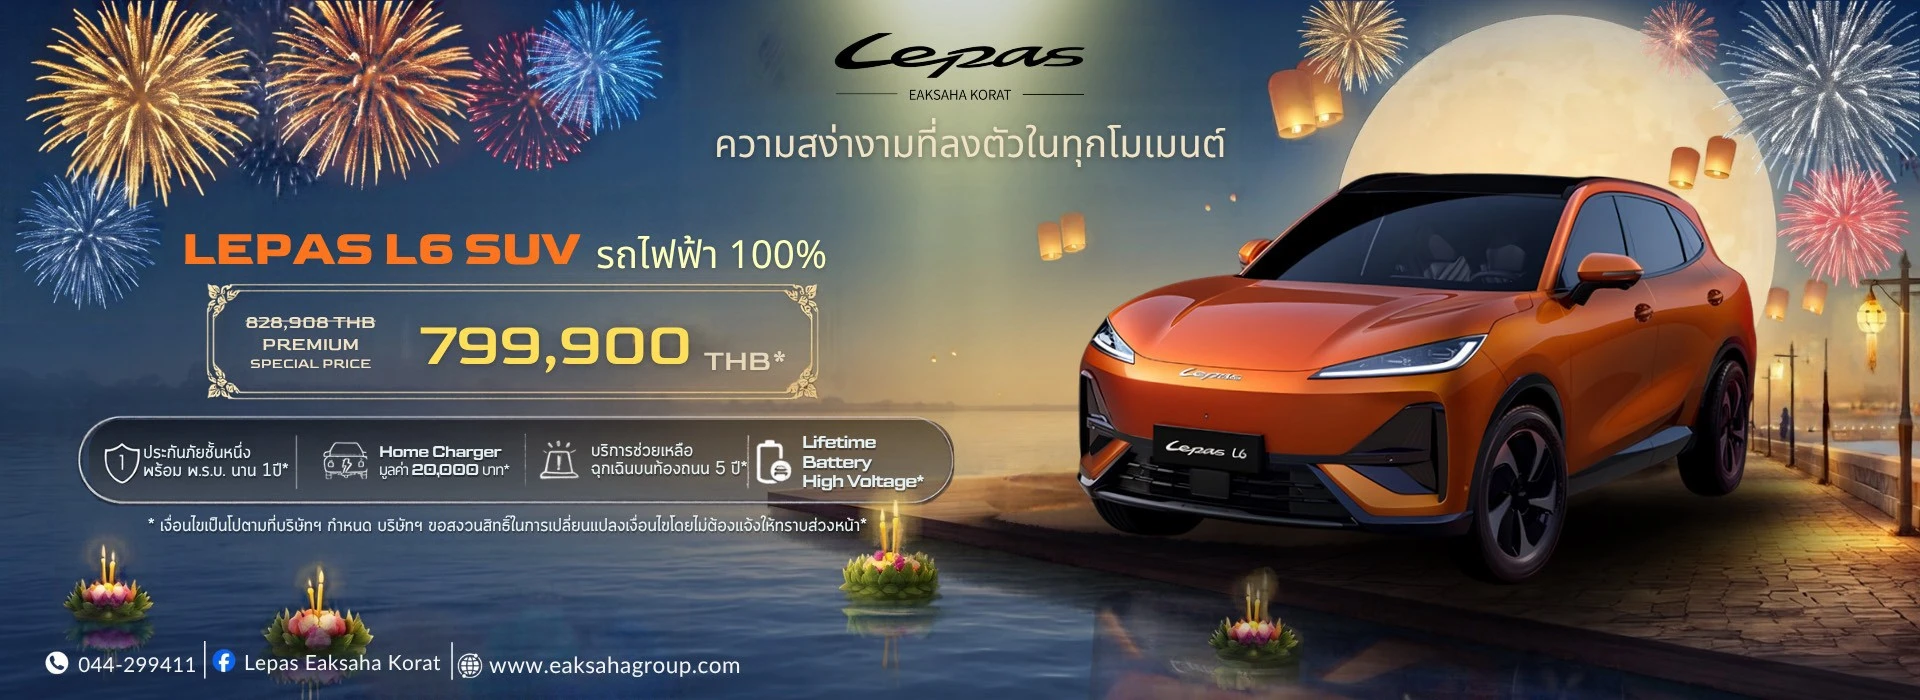 Lepas
EAKSAHA KORAT
ความสง่างามที่ลงตัวในทุกโมเมนต์
LEPAS L6 SUV รถไฟฟ้า 100%
828,908 THB
PREMIUM
SPECIAL PRICE
799,900 THB*
1
ประกันภัยชั้นหนึ่ง
พร้อม พ.ร.บ. นาน 1ปี*
Home Charger
มูลค่า 20,000 บาท*
บริการช่วยเหลือ
ฉุกเฉินบนท้องถนน 5 ปี*
Lifetime
Battery
High Voltage*
* เงื่อนไขเป็นไปตามที่บริษัทฯ กำหนด บริษัทฯ ขอสงวนสิทธิ์ในการเปลี่ยนแปลงเงื่อนไขโดยไม่ต้องแจ้งให้ทราบล่วงหน้า*
Lepas
Lepas L6
044-299411
Lepas Eaksaha Korat
www.eaksahagroup.com